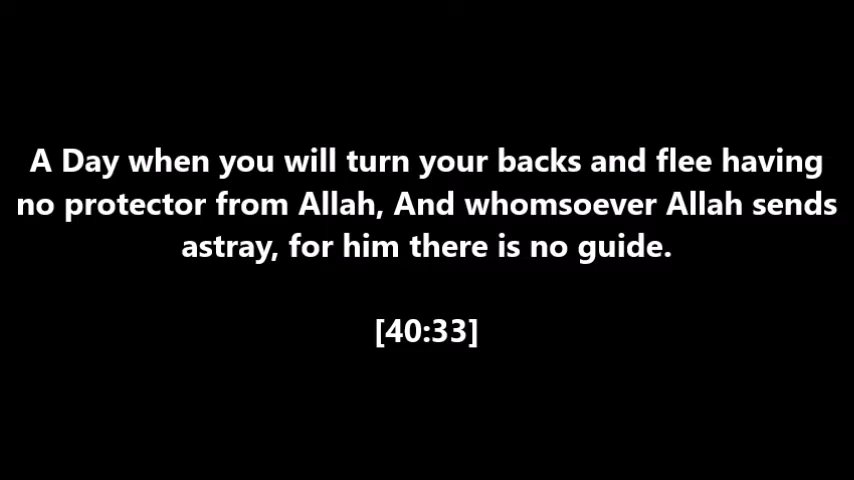 A Day when you will turn your backs and flee having
no protector from Allah, And whomsoever Allah sends
astray, for him there is no guide.
[40:33]